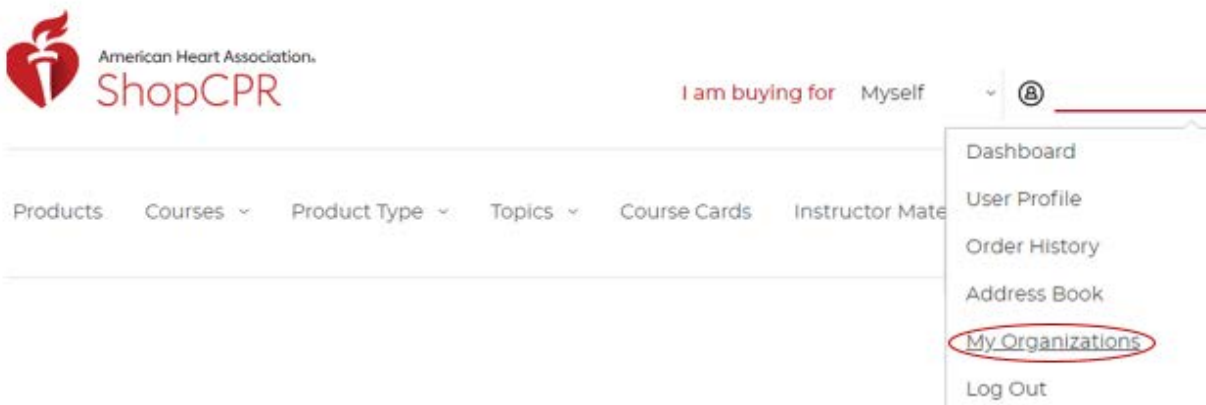 American Heart Association.
ShopCPR
I am buying for Myself
Dashboard
Products Courses Product Type Topics Course Cards Instructor Mate
User Profile
Order History
Address Book
My Organizations
Log Out